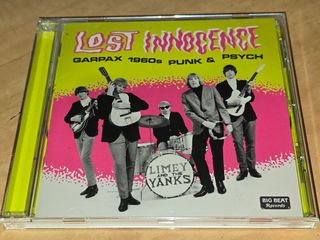 LOST INNOCENCE
GARPAX 1960s PUNK & PSYCH
LIMEY
AND THE
YANKS
BIG BEAT
Records